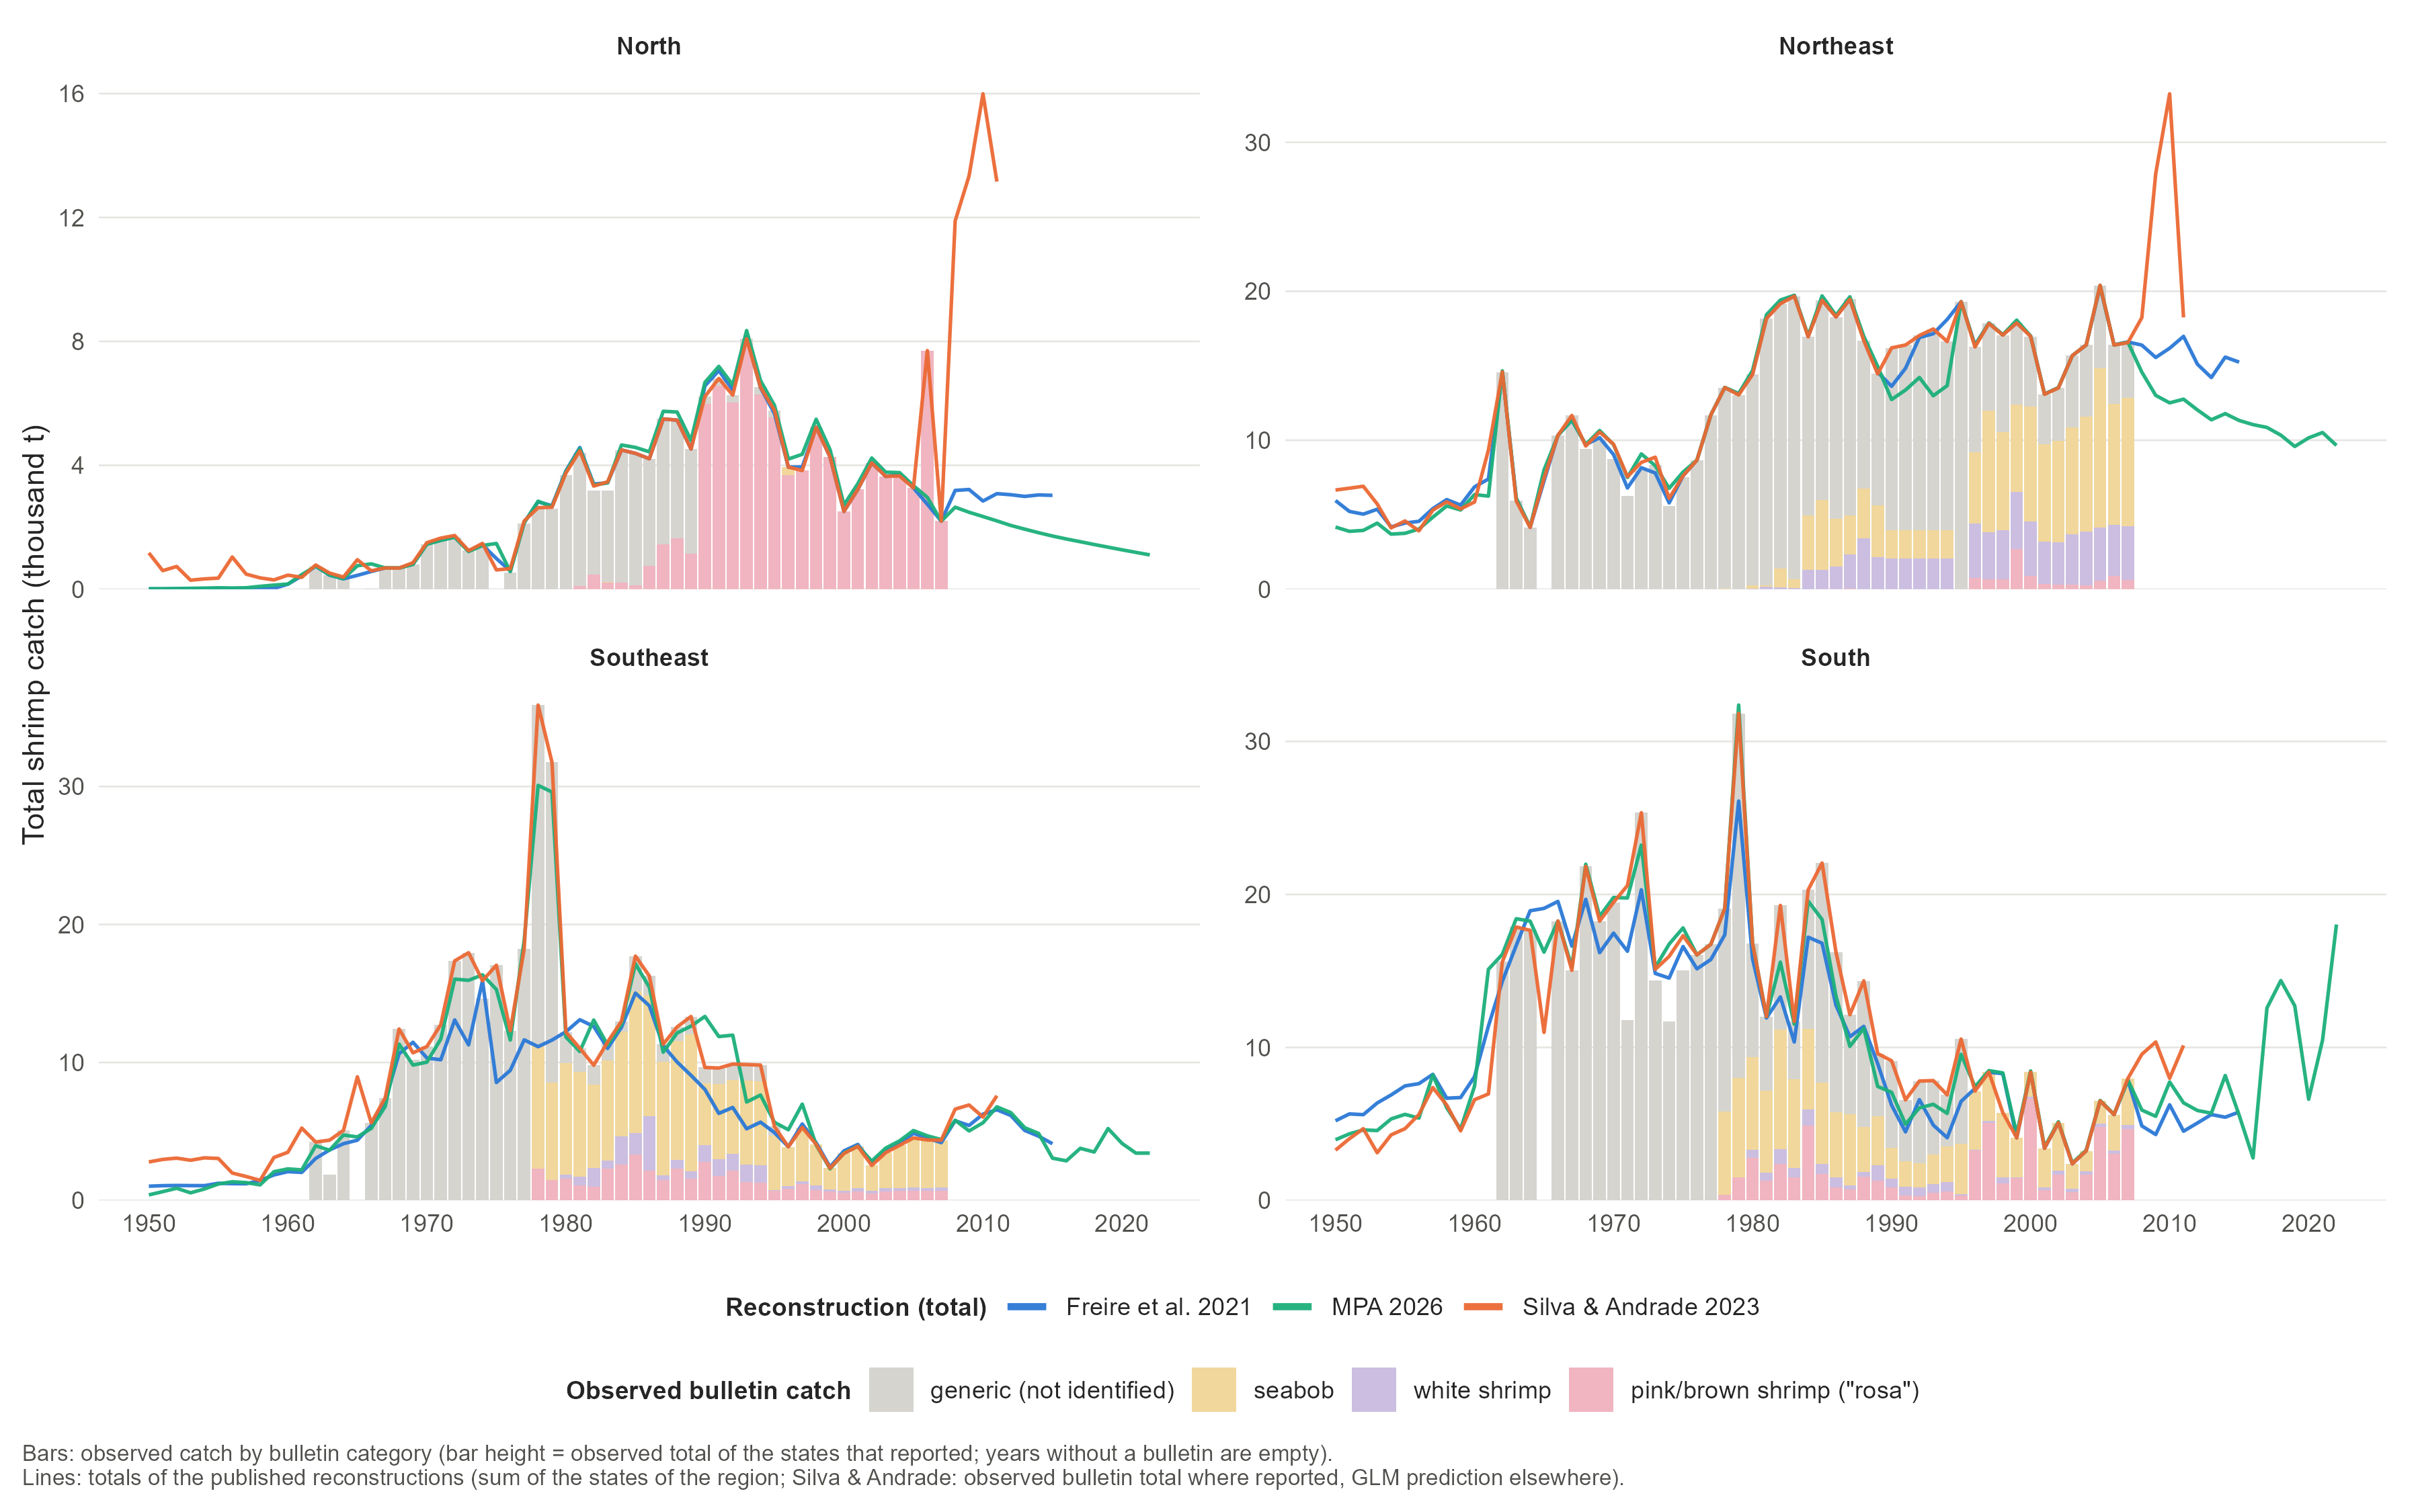 North
Northeast
16
12
8
4
0
30
20
10
0
Total shrimp catch (thousand t)
Southeast
South
30
20
10
0
30
20
10
0
1950 1960 1970 1980 1990 2000 2010 2020
1950 1960 1970 1980 1990 2000 2010 2020
Reconstruction (total) Freire et al. 2021 MPA 2026 Silva & Andrade 2023
Observed bulletin catch generic (not identified) seabob white shrimp pink/brown shrimp ("rosa")
Bars: observed catch by bulletin category (bar height = observed total of the states that reported; years without a bulletin are empty).
Lines: totals of the published reconstructions (sum of the states of the region; Silva & Andrade: observed bulletin total where reported, GLM prediction elsewhere).